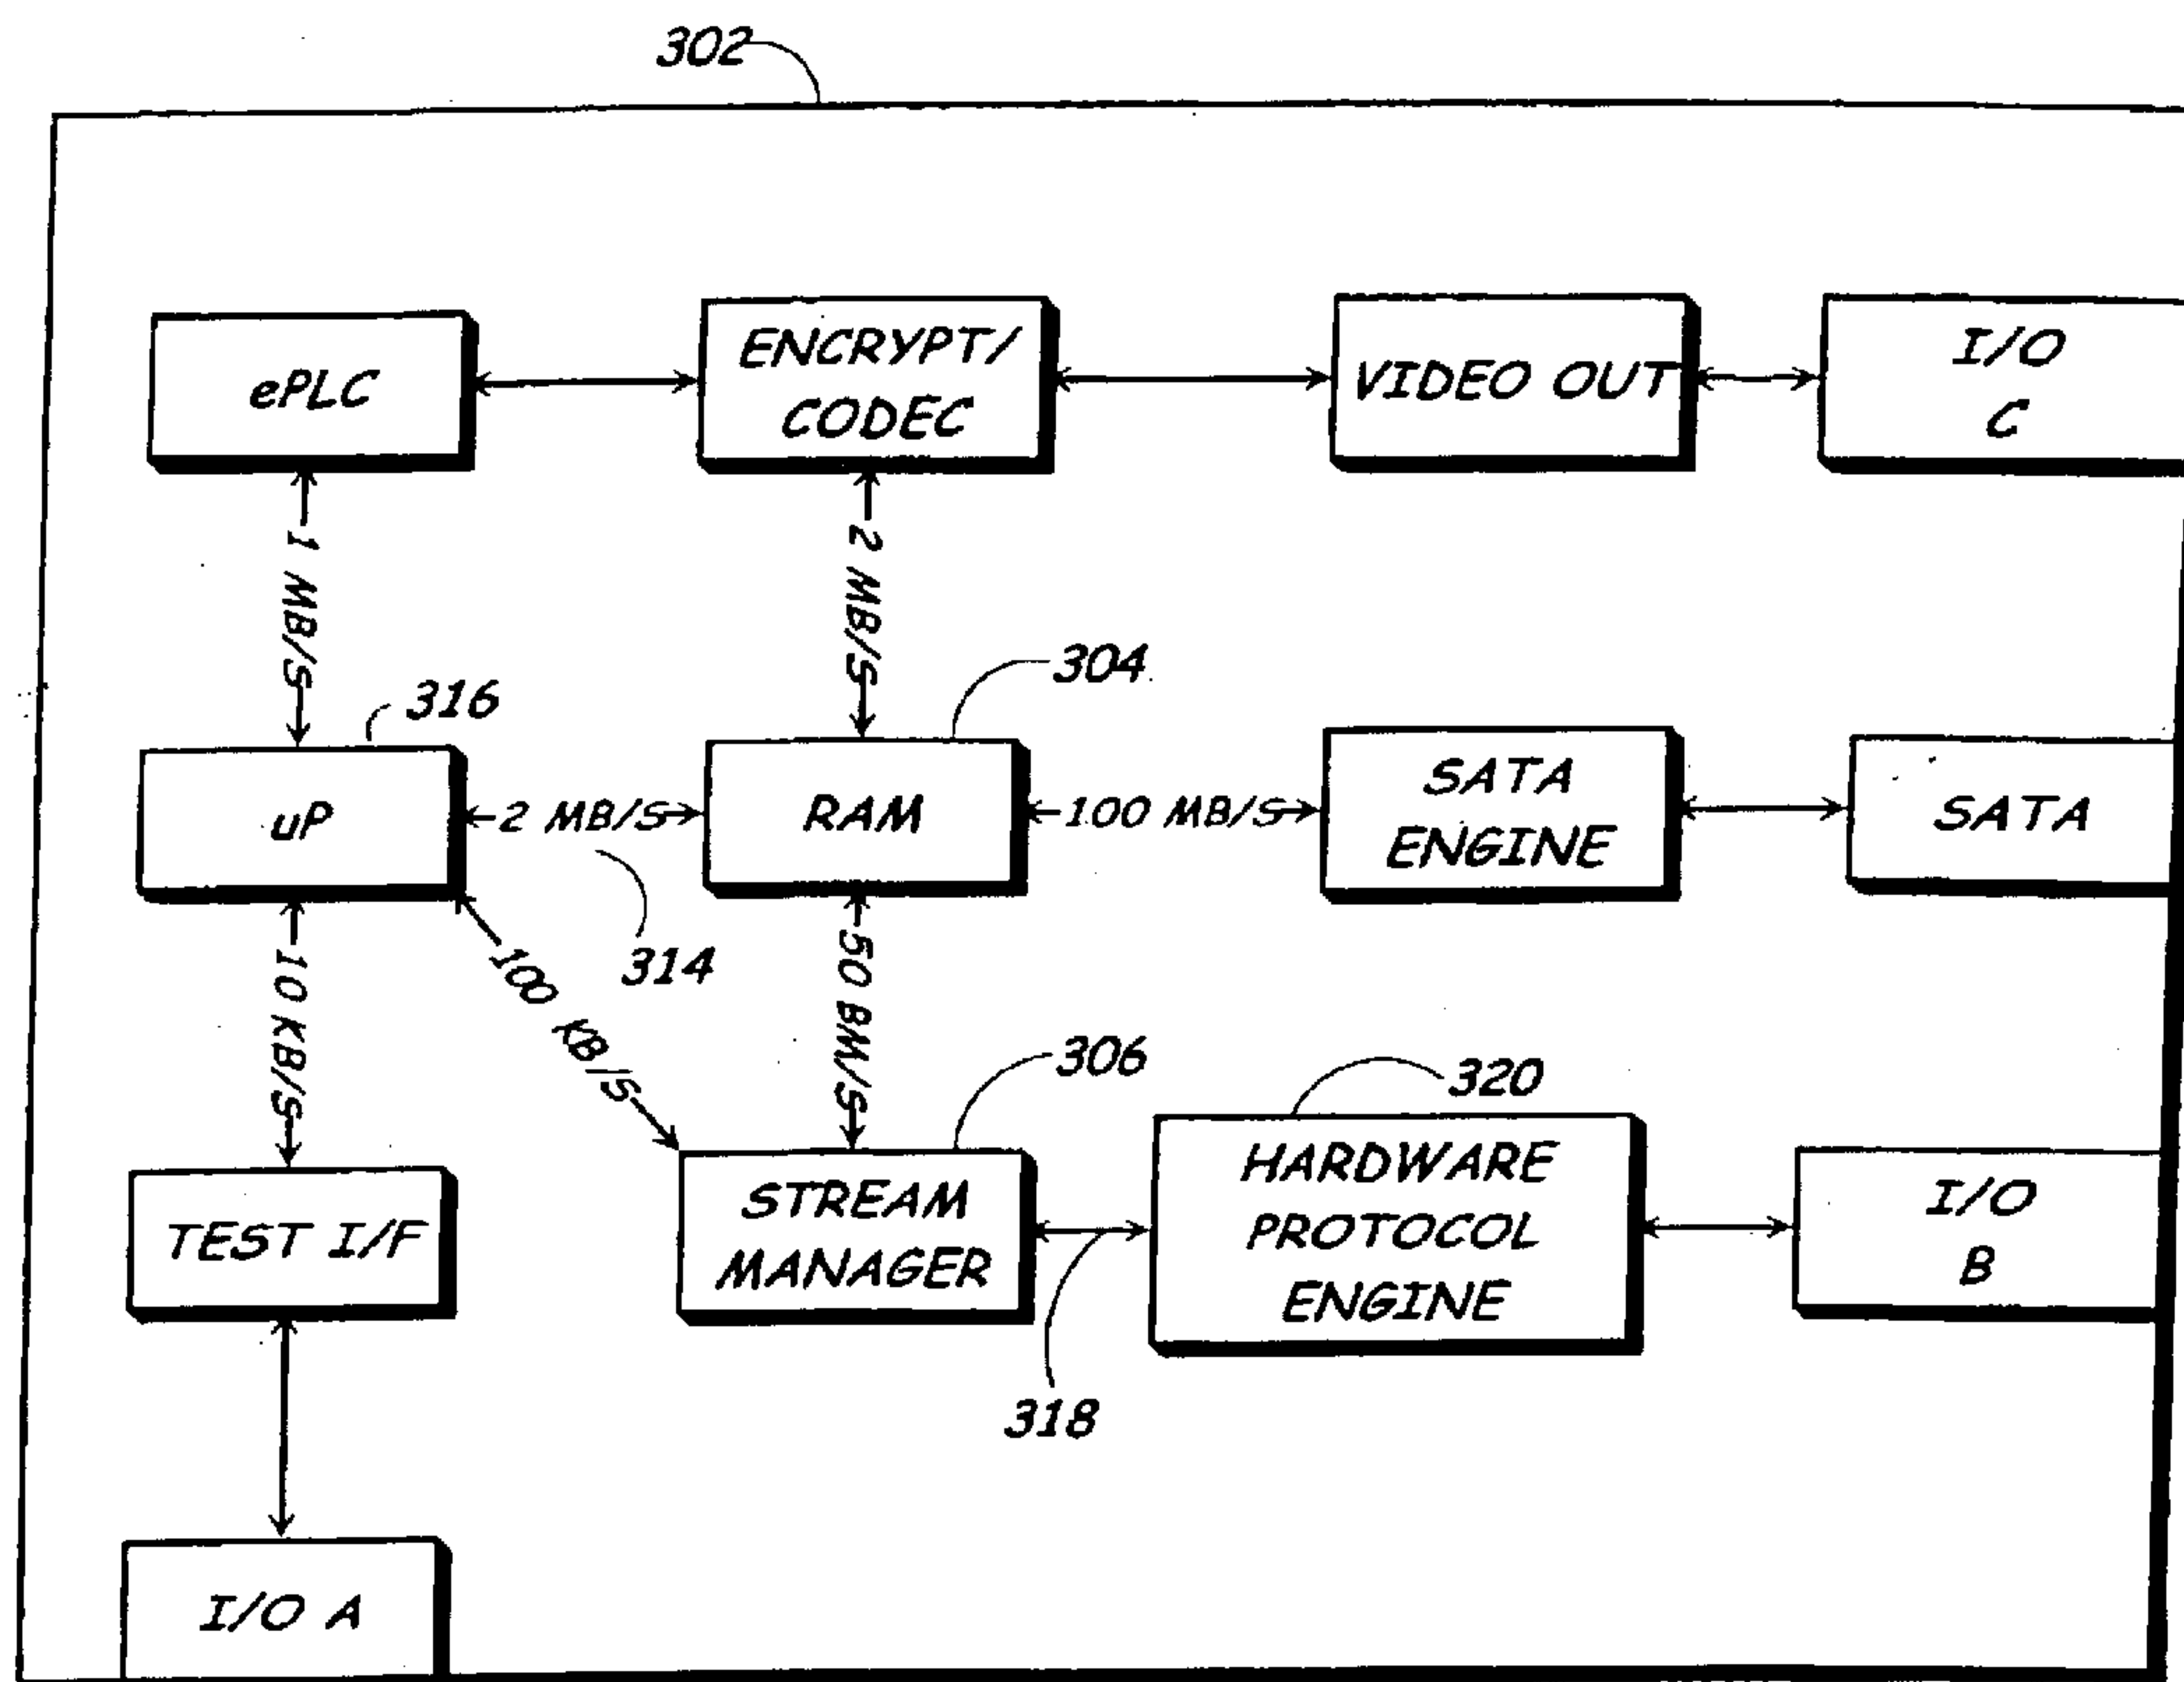 302
ePLC
ENCRYPT/
CODEC
VIDEO OUT
I/O
C
1 MB/S
2 MB/S
304
316
uP
2 MB/S
RAM
100 MB/S
SATA
ENGINE
SATA
314
10 KB/S
100 KB/S
50 BM/S
306
320
TEST I/F
STREAM
MANAGER
HARDWARE
PROTOCOL
ENGINE
I/O
B
318
I/O A